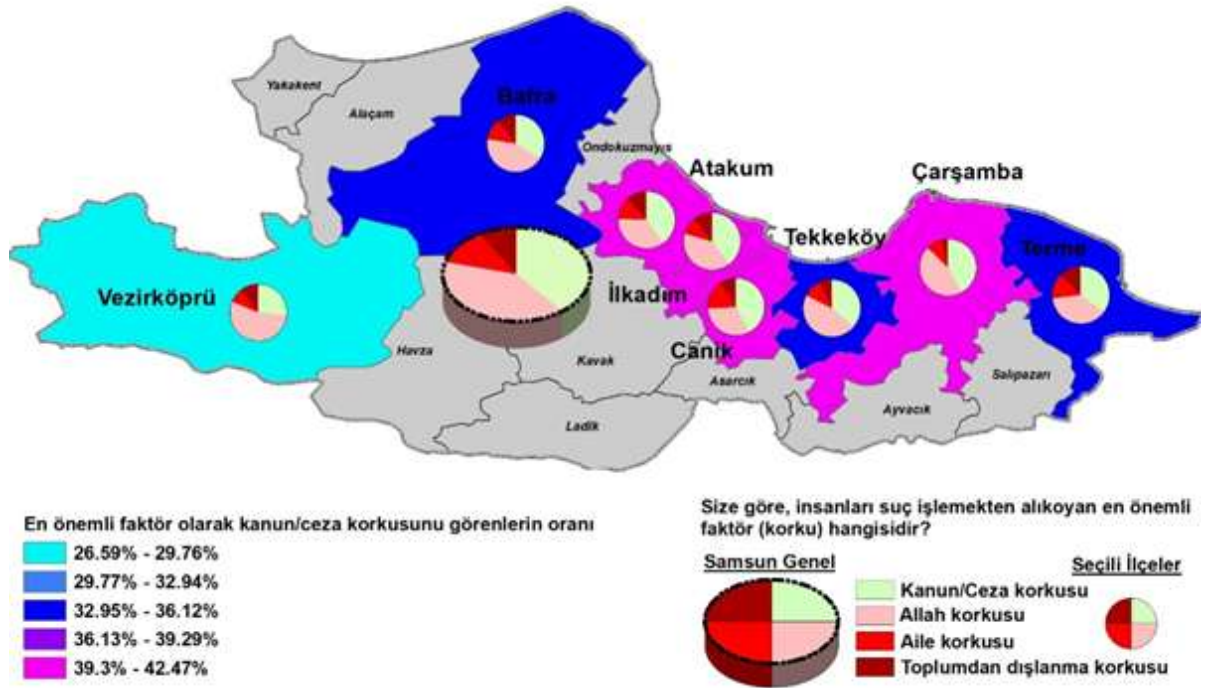 Yakakent
Alaçam
Bafra
Ondokuzmayıs
Atakum
Çarşamba
Tekkeköy
Terme
Vezirköprü
İlkadım
Canik
Havza
Kavak
Asarcık
Salıpazarı
Ayvacık
Ladik
En önemli faktör olarak kanun/ceza korkusunu görenlerin oranı
26.59% - 29.76%
29.77% - 32.94%
32.95% - 36.12%
36.13% - 39.29%
39.3% - 42.47%
Size göre, insanları suç işlemekten alıkoyan en önemli
faktör (korku) hangisidir?
Samsun Genel
Seçili İlçeler
Kanun/Ceza korkusu
Allah korkusu
Aile korkusu
Toplumdan dışlanma korkusu